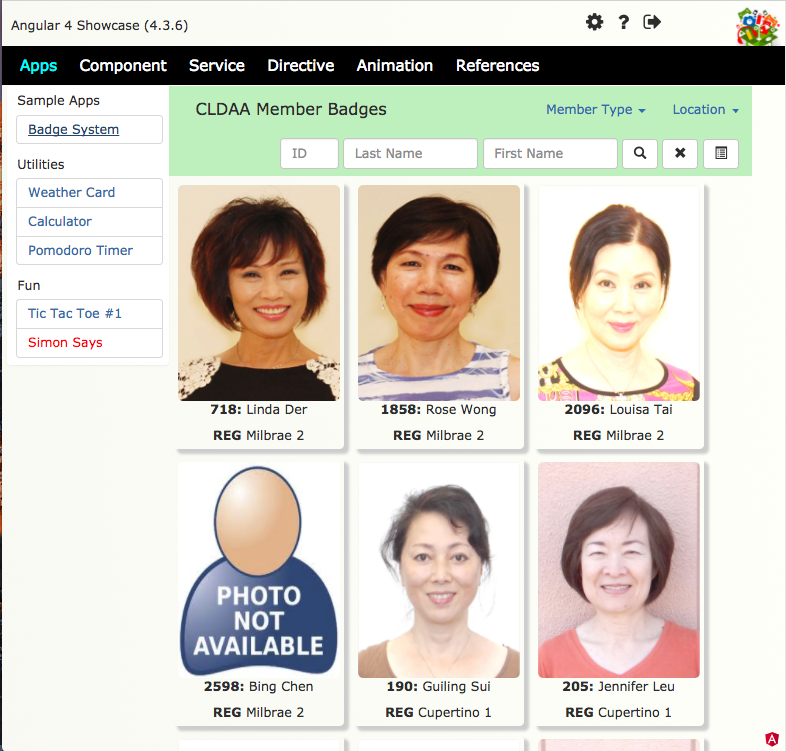 Angular 4 Showcase (4.3.6)
?
Apps Component Service Directive Animation References
Sample Apps
Badge System
Utilities
Weather Card
Calculator
Pomodoro Timer
Fun
Tic Tac Toe #1
Simon Says
CLDAA Member Badges Member Type Location
ID Last Name First Name
718: Linda Der
REG Milbrae 2
1858: Rose Wong
REG Milbrae 2
2096: Louisa Tai
REG Milbrae 2
PHOTO
NOT
AVAILABLE
2598: Bing Chen
REG Milbrae 2
190: Guiling Sui
REG Cupertino 1
205: Jennifer Leu
REG Cupertino 1
A